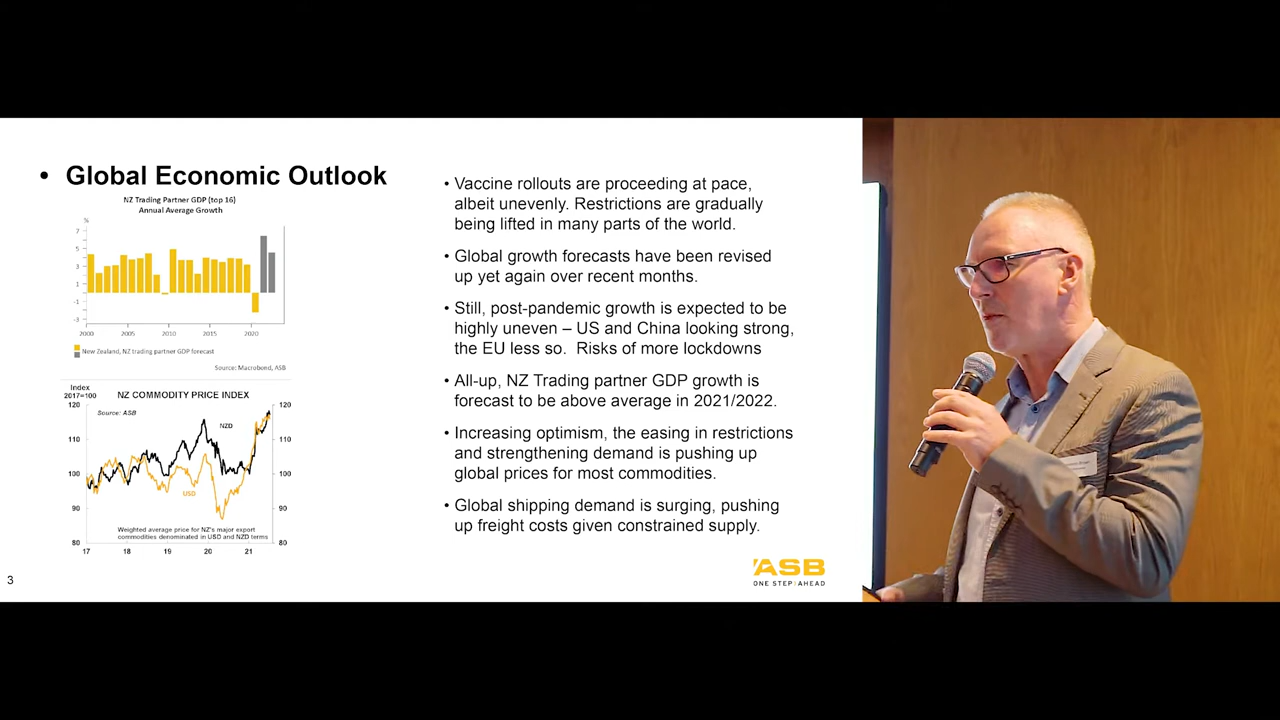 • Global Economic Outlook
NZ Trading Partner GDP (top 16)
Annual Average Growth
%
7
5
3
1
-1
-3
2000 2005 2010 2015 2020
New Zealand, NZ trading partner GDP forecast
Source: Macrobond, ASB
Index
2017=100
NZ COMMODITY PRICE INDEX
120 120
Source: ASB
NZD
110 110
100 100
USD
90 90
Weighted average price for NZ's major export
commodities denominated in USD and NZD terms
80 80
17 18 19 20 21
3
• Vaccine rollouts are proceeding at pace,
albeit unevenly. Restrictions are gradually
being lifted in many parts of the world.
• Global growth forecasts have been revised
up yet again over recent months.
• Still, post-pandemic growth is expected to be
highly uneven – US and China looking strong,
the EU less so. Risks of more lockdowns
• All-up, NZ Trading partner GDP growth is
forecast to be above average in 2021/2022.
• Increasing optimism, the easing in restrictions
and strengthening demand is pushing up
global prices for most commodities.
• Global shipping demand is surging, pushing
up freight costs given constrained supply.
ASB
ONE STEP AHEAD